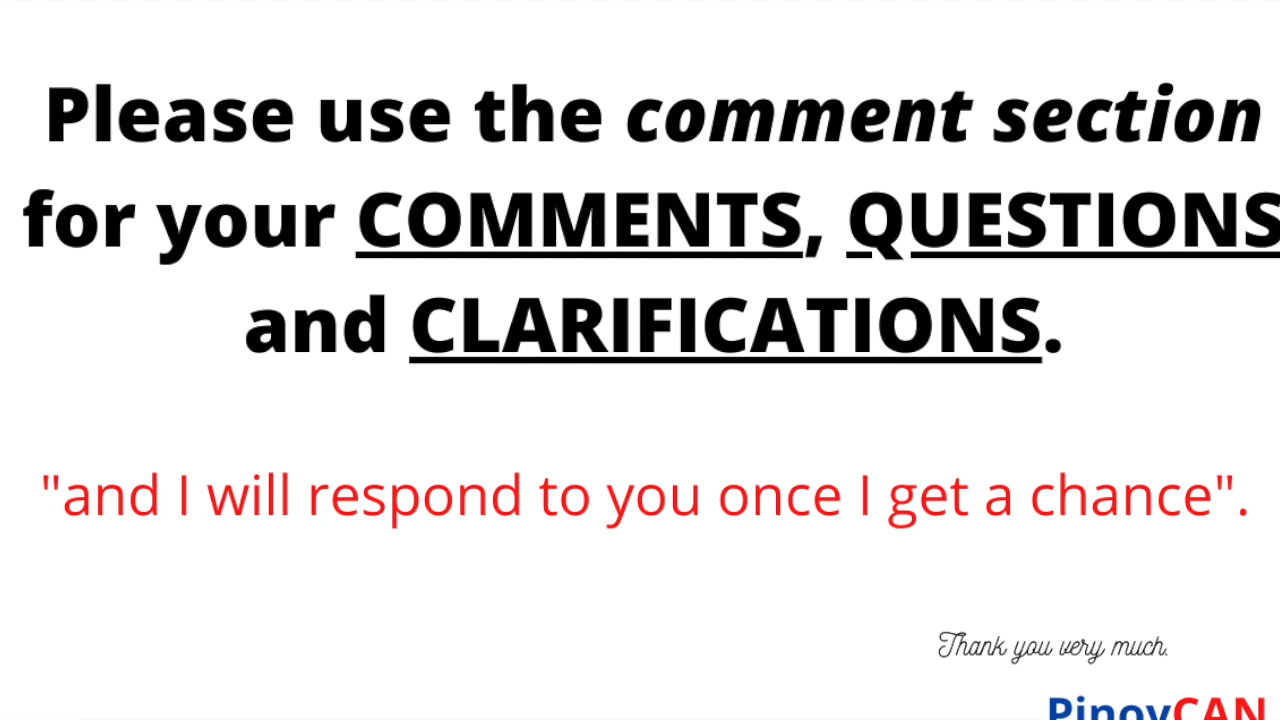 Please use the comment section
for your COMMENTS, QUESTIONS
and CLARIFICATIONS.
"and I will respond to you once I get a chance".
Thank you very much.
PinoyCAN